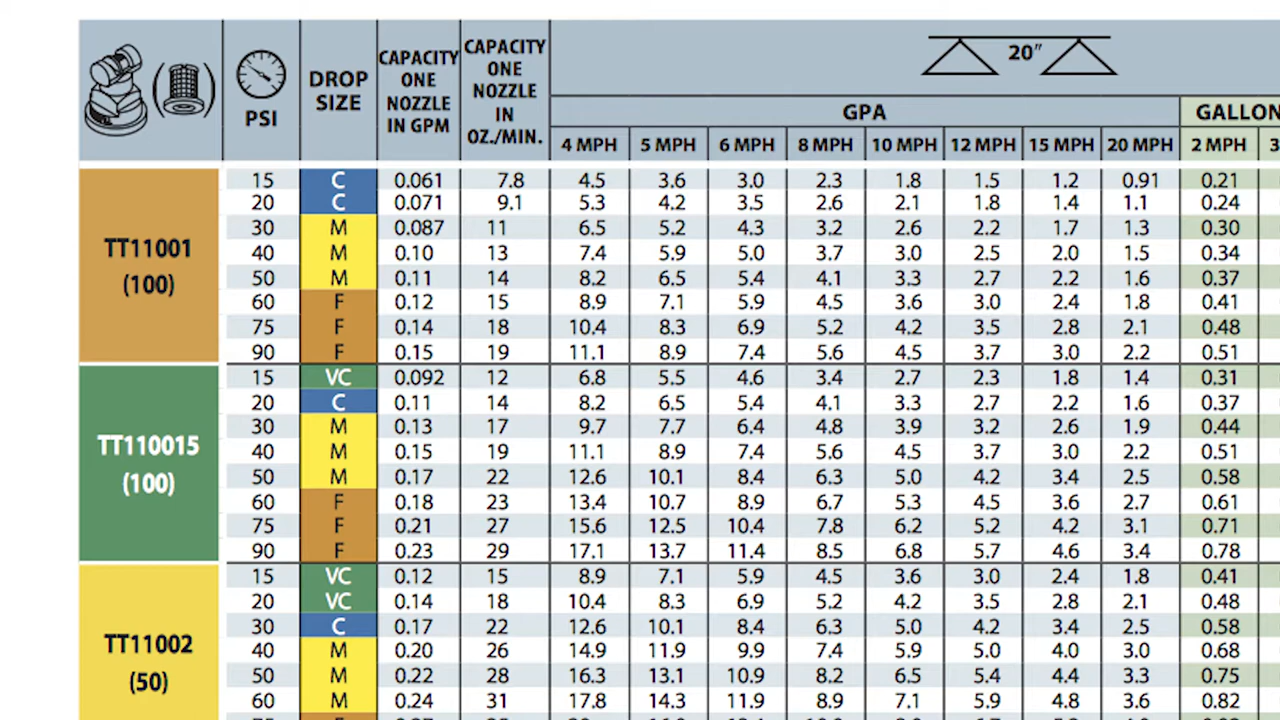 PSI DROP SIZE CAPACITY ONE NOZZLE IN GPM CAPACITY ONE NOZZLE IN OZ./MIN. 20″
GPA GALLON
4 MPH 5 MPH 6 MPH 8 MPH 10 MPH 12 MPH 15 MPH 20 MPH 2 MPH 3
TT11001 (100)
15 C 0.061 7.8 4.5 3.6 3.0 2.3 1.8 1.5 1.2 0.91 0.21
20 C 0.071 9.1 5.3 4.2 3.5 2.6 2.1 1.8 1.4 1.1 0.24
30 M 0.087 11 6.5 5.2 4.3 3.2 2.6 2.2 1.7 1.3 0.30
40 M 0.10 13 7.4 5.9 5.0 3.7 3.0 2.5 2.0 1.5 0.34
50 M 0.11 14 8.2 6.5 5.4 4.1 3.3 2.7 2.2 1.6 0.37
60 F 0.12 15 8.9 7.1 5.9 4.5 3.6 3.0 2.4 1.8 0.41
75 F 0.14 18 10.4 8.3 6.9 5.2 4.2 3.5 2.8 2.1 0.48
90 F 0.15 19 11.1 8.9 7.4 5.6 4.5 3.7 3.0 2.2 0.51
TT110015 (100)
15 VC 0.092 12 6.8 5.5 4.6 3.4 2.7 2.3 1.8 1.4 0.31
20 C 0.11 14 8.2 6.5 5.4 4.1 3.3 2.7 2.2 1.6 0.37
30 M 0.13 17 9.7 7.7 6.4 4.8 3.9 3.2 2.6 1.9 0.44
40 M 0.15 19 11.1 8.9 7.4 5.6 4.5 3.7 3.0 2.2 0.51
50 M 0.17 22 12.6 10.1 8.4 6.3 5.0 4.2 3.4 2.5 0.58
60 F 0.18 23 13.4 10.7 8.9 6.7 5.3 4.5 3.6 2.7 0.61
75 F 0.21 27 15.6 12.5 10.4 7.8 6.2 5.2 4.2 3.1 0.71
90 F 0.23 29 17.1 13.7 11.4 8.5 6.8 5.7 4.6 3.4 0.78
TT11002 (50)
15 VC 0.12 15 8.9 7.1 5.9 4.5 3.6 3.0 2.4 1.8 0.41
20 VC 0.14 18 10.4 8.3 6.9 5.2 4.2 3.5 2.8 2.1 0.48
30 C 0.17 22 12.6 10.1 8.4 6.3 5.0 4.2 3.4 2.5 0.58
40 M 0.20 26 14.9 11.9 9.9 7.4 5.9 5.0 4.0 3.0 0.68
50 M 0.22 28 16.3 13.1 10.9 8.2 6.5 5.4 4.4 3.3 0.75
60 M 0.24 31 17.8 14.3 11.9 8.9 7.1 5.9 4.8 3.6 0.82